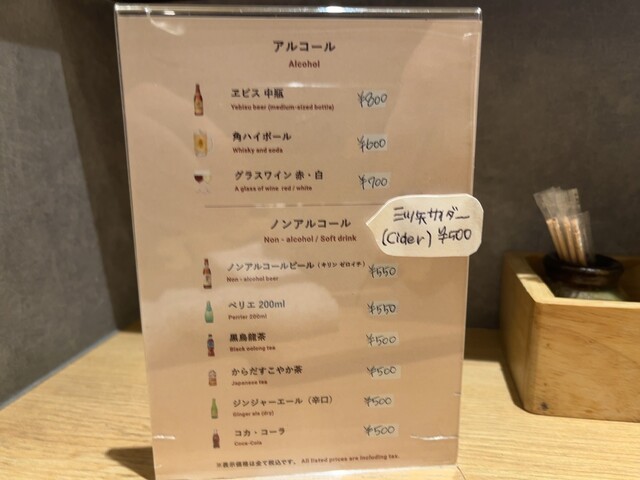 アルコール
Alcohol
ヱビス 中瓶 ¥800
Yebisu beer (medium-sized bottle)
角ハイボール ¥600
Whisky and soda
グラスワイン 赤・白 ¥700
A glass of wine red / white
三ツ矢サイダー
(Cider) ¥500
ノンアルコール
Non - alcohol / Soft drink
ノンアルコールビール（キリン ゼロイチ） ¥550
Non - alcohol beer
ペリエ 200ml ¥550
Perrier 200ml
黒烏龍茶 ¥500
Black oolong tea
からだすこやか茶 ¥500
Japanese tea
ジンジャーエール（辛口） ¥500
Ginger ale (dry)
コカ・コーラ ¥500
Coca-Cola
※表示価格は全て税込です。 All listed prices are including tax.